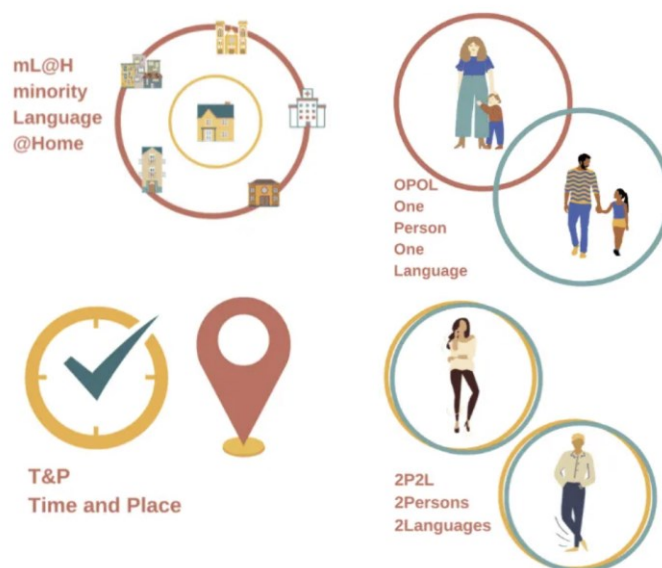 mL@H
minority
Language
@Home
OPOL
One
Person
One
Language
T&P
Time and Place
2P2L
2Persons
2Languages